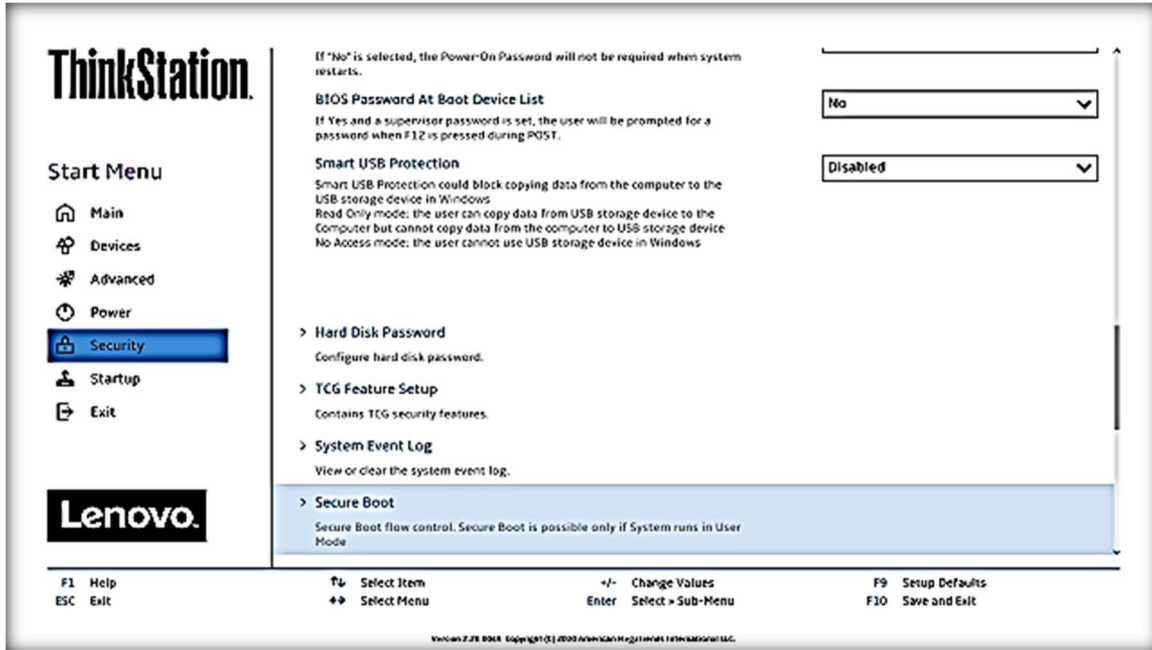 ThinkStation
If "No" is selected, the Power-On Password will not be required when system
restarts.
BIOS Password At Boot Device List
No
If Yes and a supervisor password is set, the user will be prompted for a
password when F12 is pressed during POST.
Start Menu
Smart USB Protection
Disabled
Smart USB Protection could block copying data from the computer to the
USB storage device in Windows
Read Only mode: the user can copy data from USB storage device to the
Computer but cannot copy data from the computer to USB storage device
No Access mode: the user cannot use USB storage device in Windows
Main
Devices
Advanced
Power
Security
Startup
Exit
> Hard Disk Password
Configure hard disk password.
> TCG Feature Setup
Contains TCG security features.
> System Event Log
View or clear the system event log.
> Secure Boot
Secure Boot flow control. Secure Boot is possible only if System runs in User
Mode
Lenovo.
F1 Help
ESC Exit
↑↓ Select Item
↔ Select Menu
+/- Change Values
Enter Select > Sub-Menu
F9 Setup Defaults
F10 Save and Exit
Copyright (C) 2020 American Megatrends International LLC.